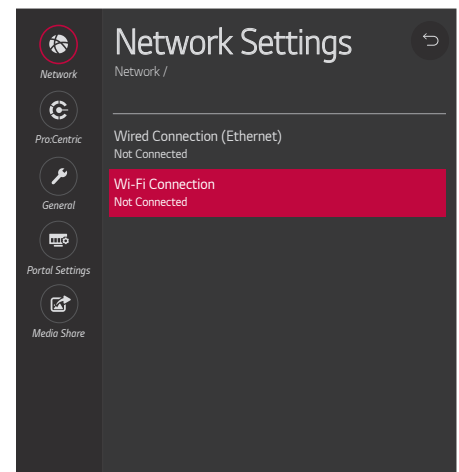 Network Settings
Network /
Network
Pro:Centric
General
Portal Settings
Media Share
Wired Connection (Ethernet)
Not Connected
Wi-Fi Connection
Not Connected